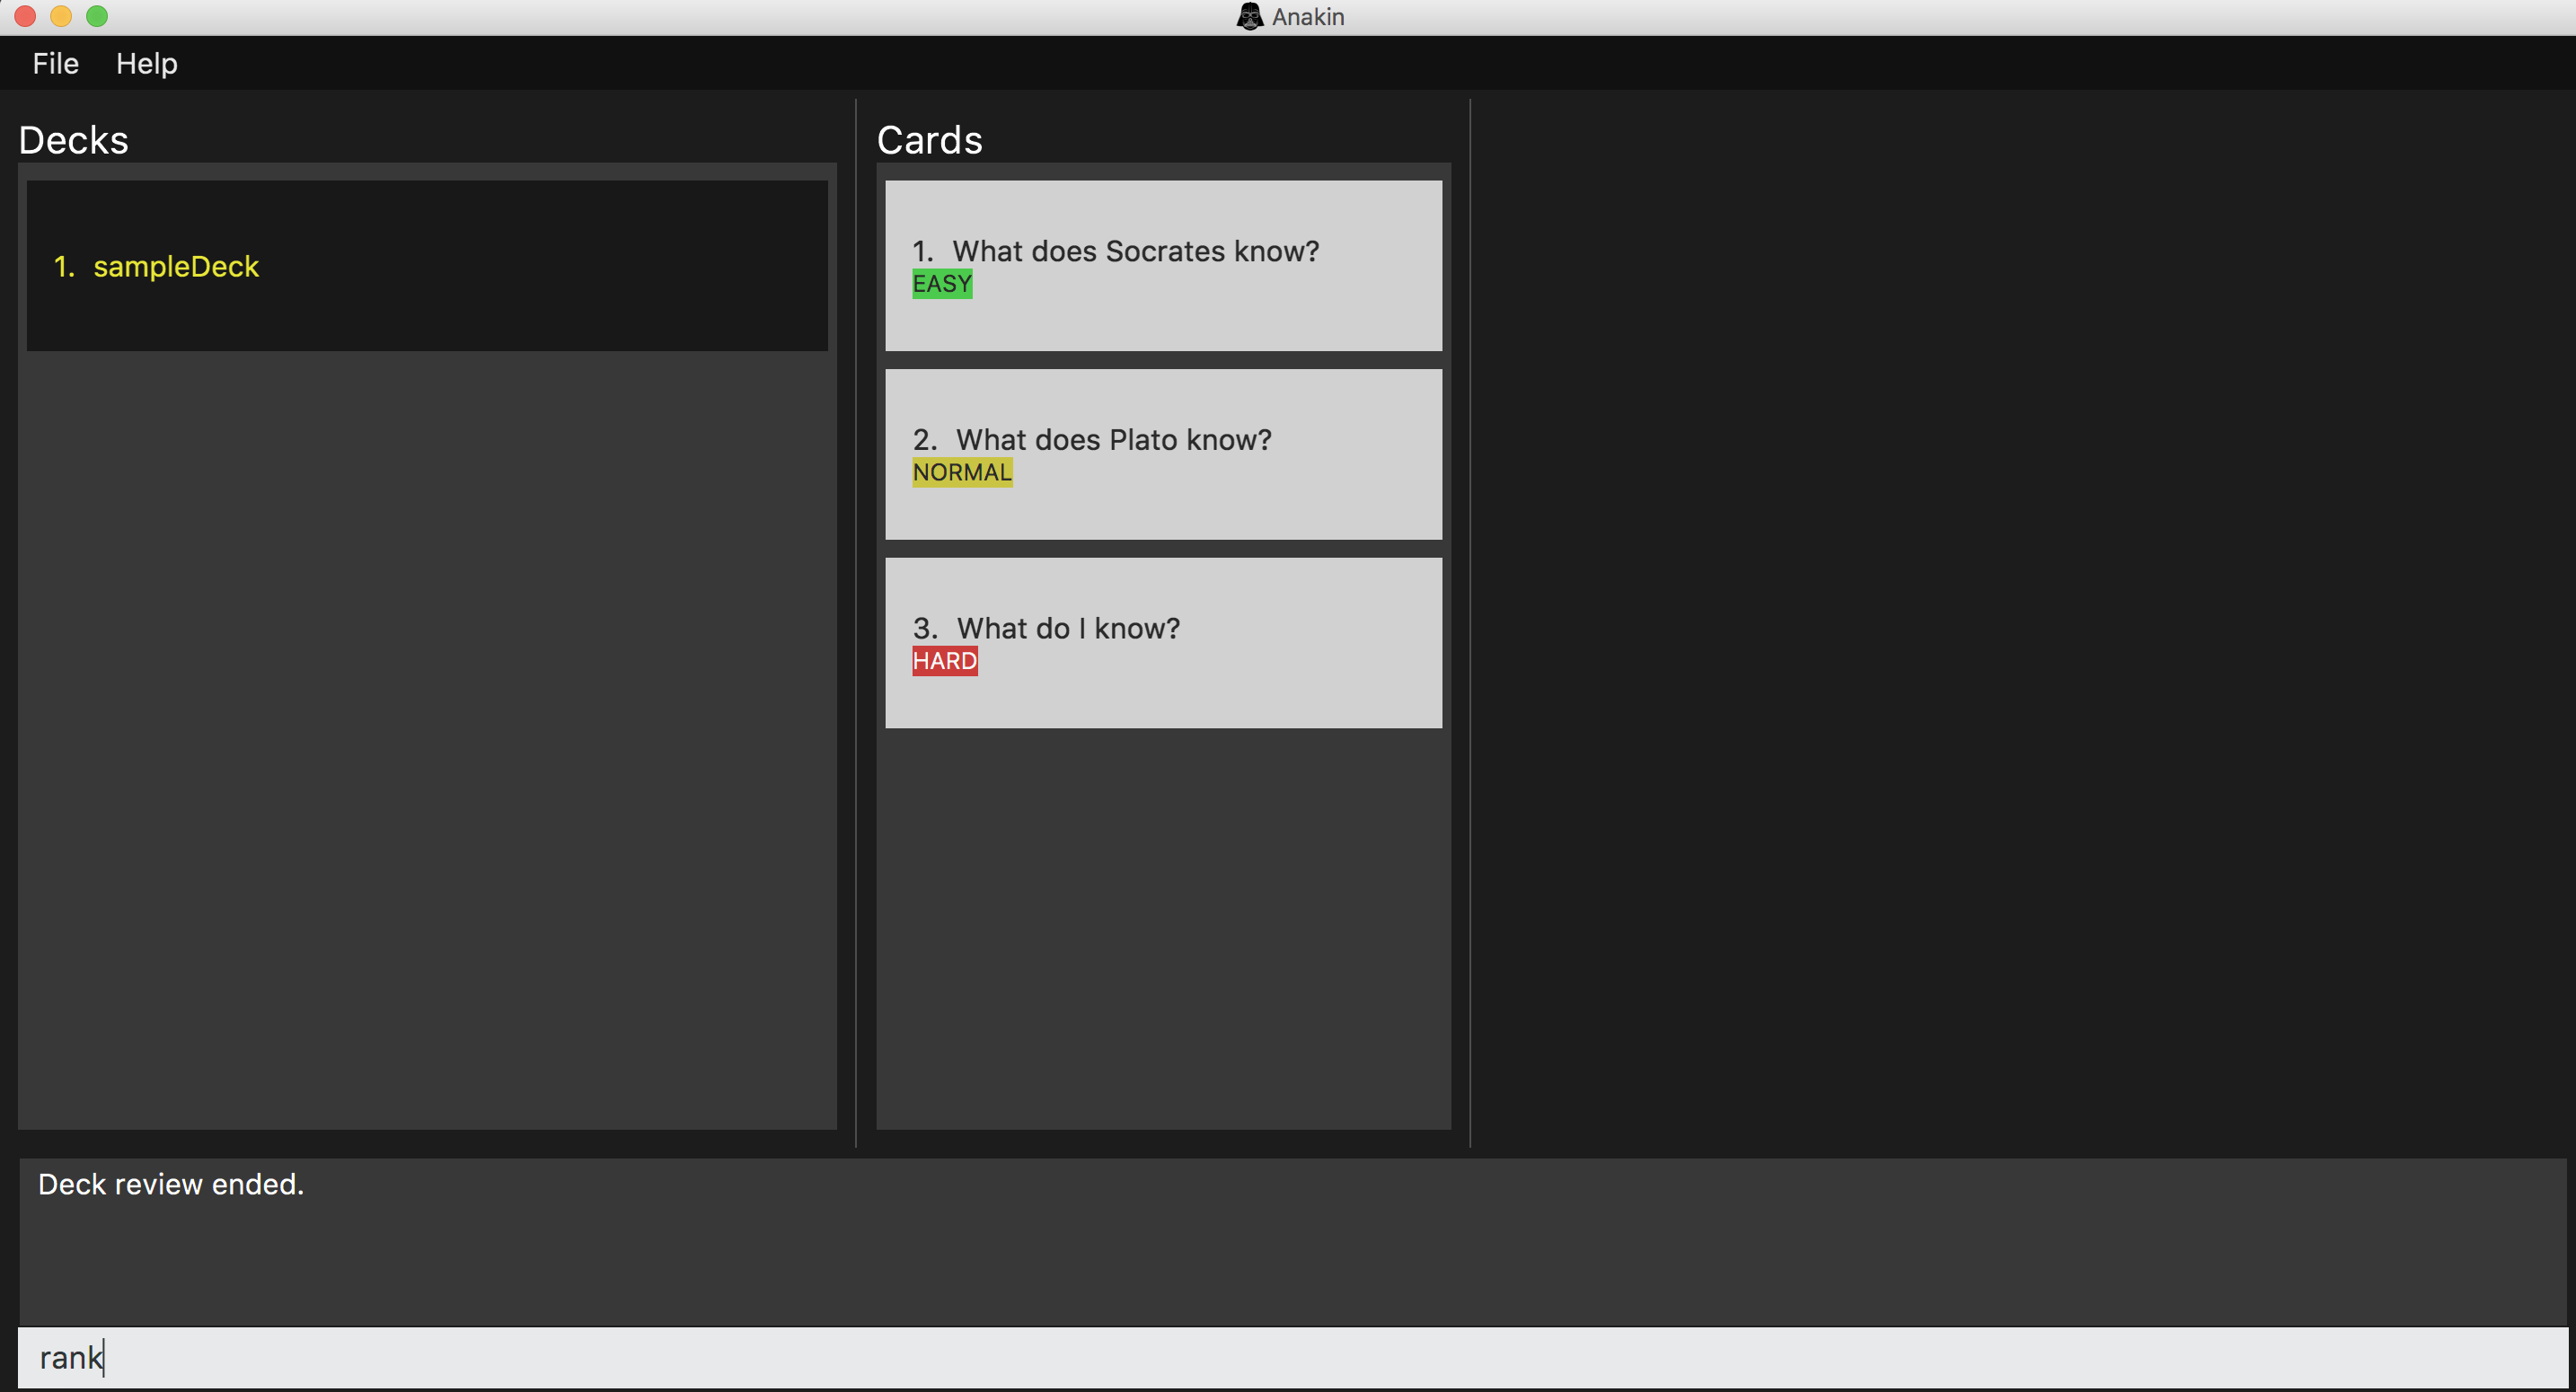 Anakin
File Help
Decks
1. sampleDeck
Cards
1. What does Socrates know?
EASY
2. What does Plato know?
NORMAL
3. What do I know?
HARD
Deck review ended.
rank